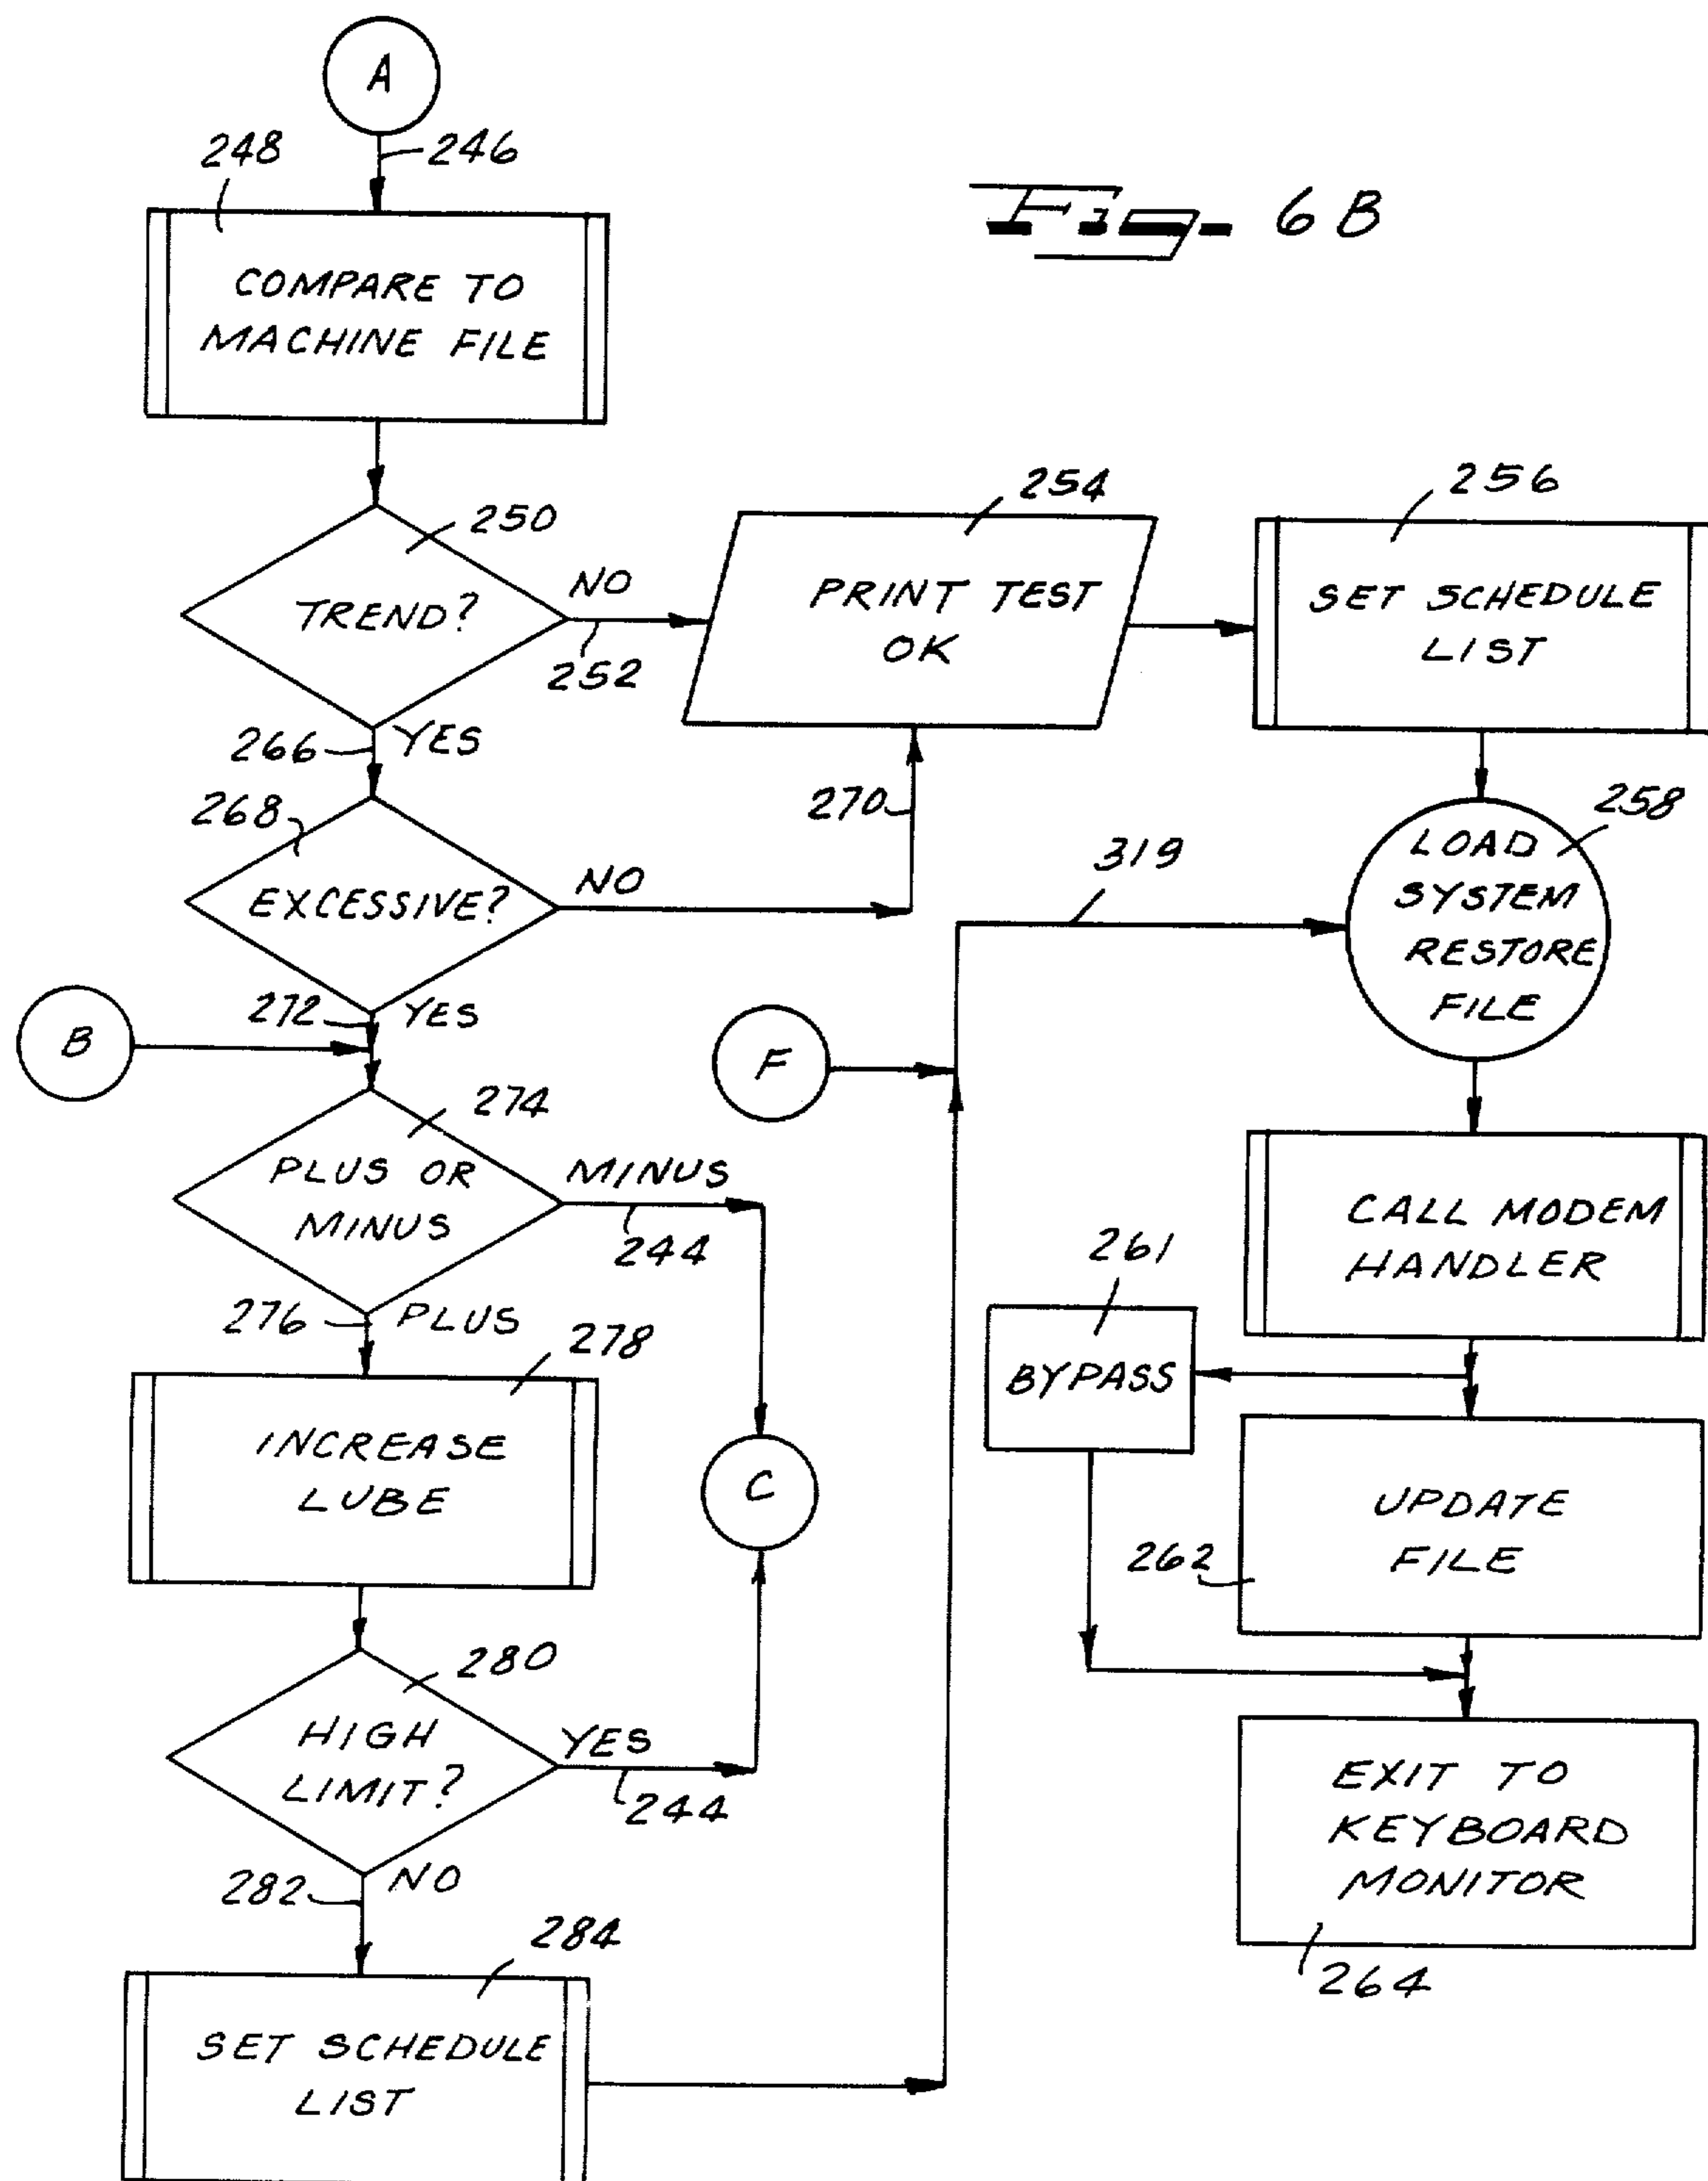 A
248
246
Fig. 6B
COMPARE TO
MACHINE FILE
250
TREND?
NO
252
254
PRINT TEST
OK
256
SET SCHEDULE
LIST
266
YES
268
EXCESSIVE?
NO
270
258
LOAD
SYSTEM
RESTORE
FILE
319
272
YES
B
F
274
PLUS OR
MINUS
MINUS
244
276
PLUS
278
INCREASE
LUBE
C
CALL MODEM
HANDLER
261
BYPASS
UPDATE
FILE
262
280
HIGH
LIMIT?
YES
244
EXIT TO
KEYBOARD
MONITOR
264
282
NO
284
SET SCHEDULE
LIST